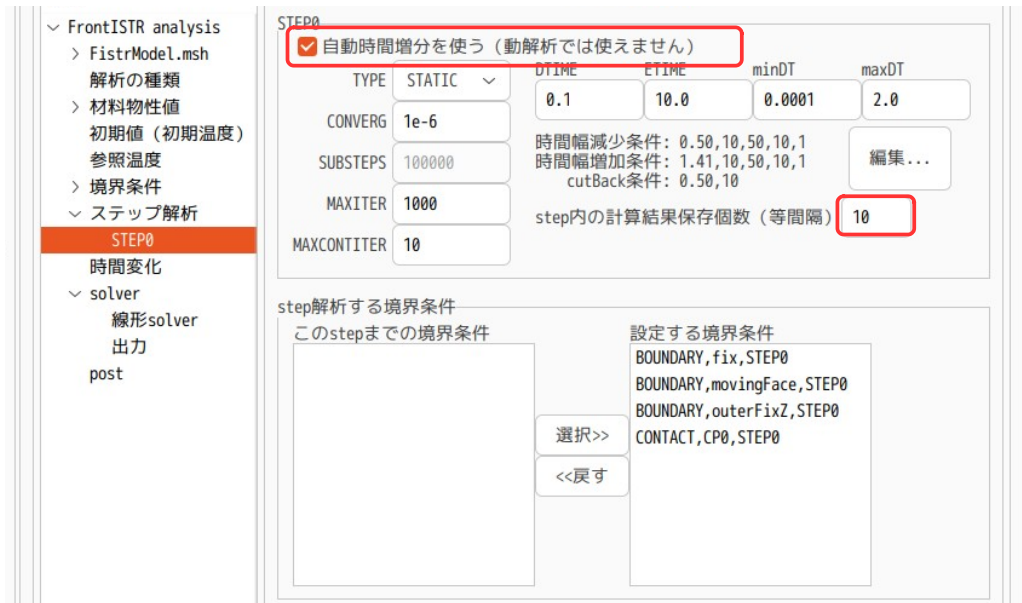 FrontISTR analysis
FistrModel.msh
解析の種類
材料物性値
初期値（初期温度）
参照温度
境界条件
ステップ解析
STEP0
時間変化
solver
線形solver
出力
post
STEP0
自動時間増分を使う（動解析では使えません）
TYPE STATIC
DTIME ETIME minDT maxDT
0.1 10.0 0.0001 2.0
CONVERG 1e-6
SUBSTEPS 100000
MAXITER 1000
MAXCONTITER 10
時間幅減少条件: 0.50,10,50,10,1
時間幅増加条件: 1.41,10,50,10,1
cutBack条件: 0.50,10
編集...
step内の計算結果保存個数（等間隔） 10
step解析する境界条件
このstepまでの境界条件
設定する境界条件
BOUNDARY,fix,STEP0
BOUNDARY,movingFace,STEP0
BOUNDARY,outerFixZ,STEP0
CONTACT,CP0,STEP0
選択>>
<<戻す